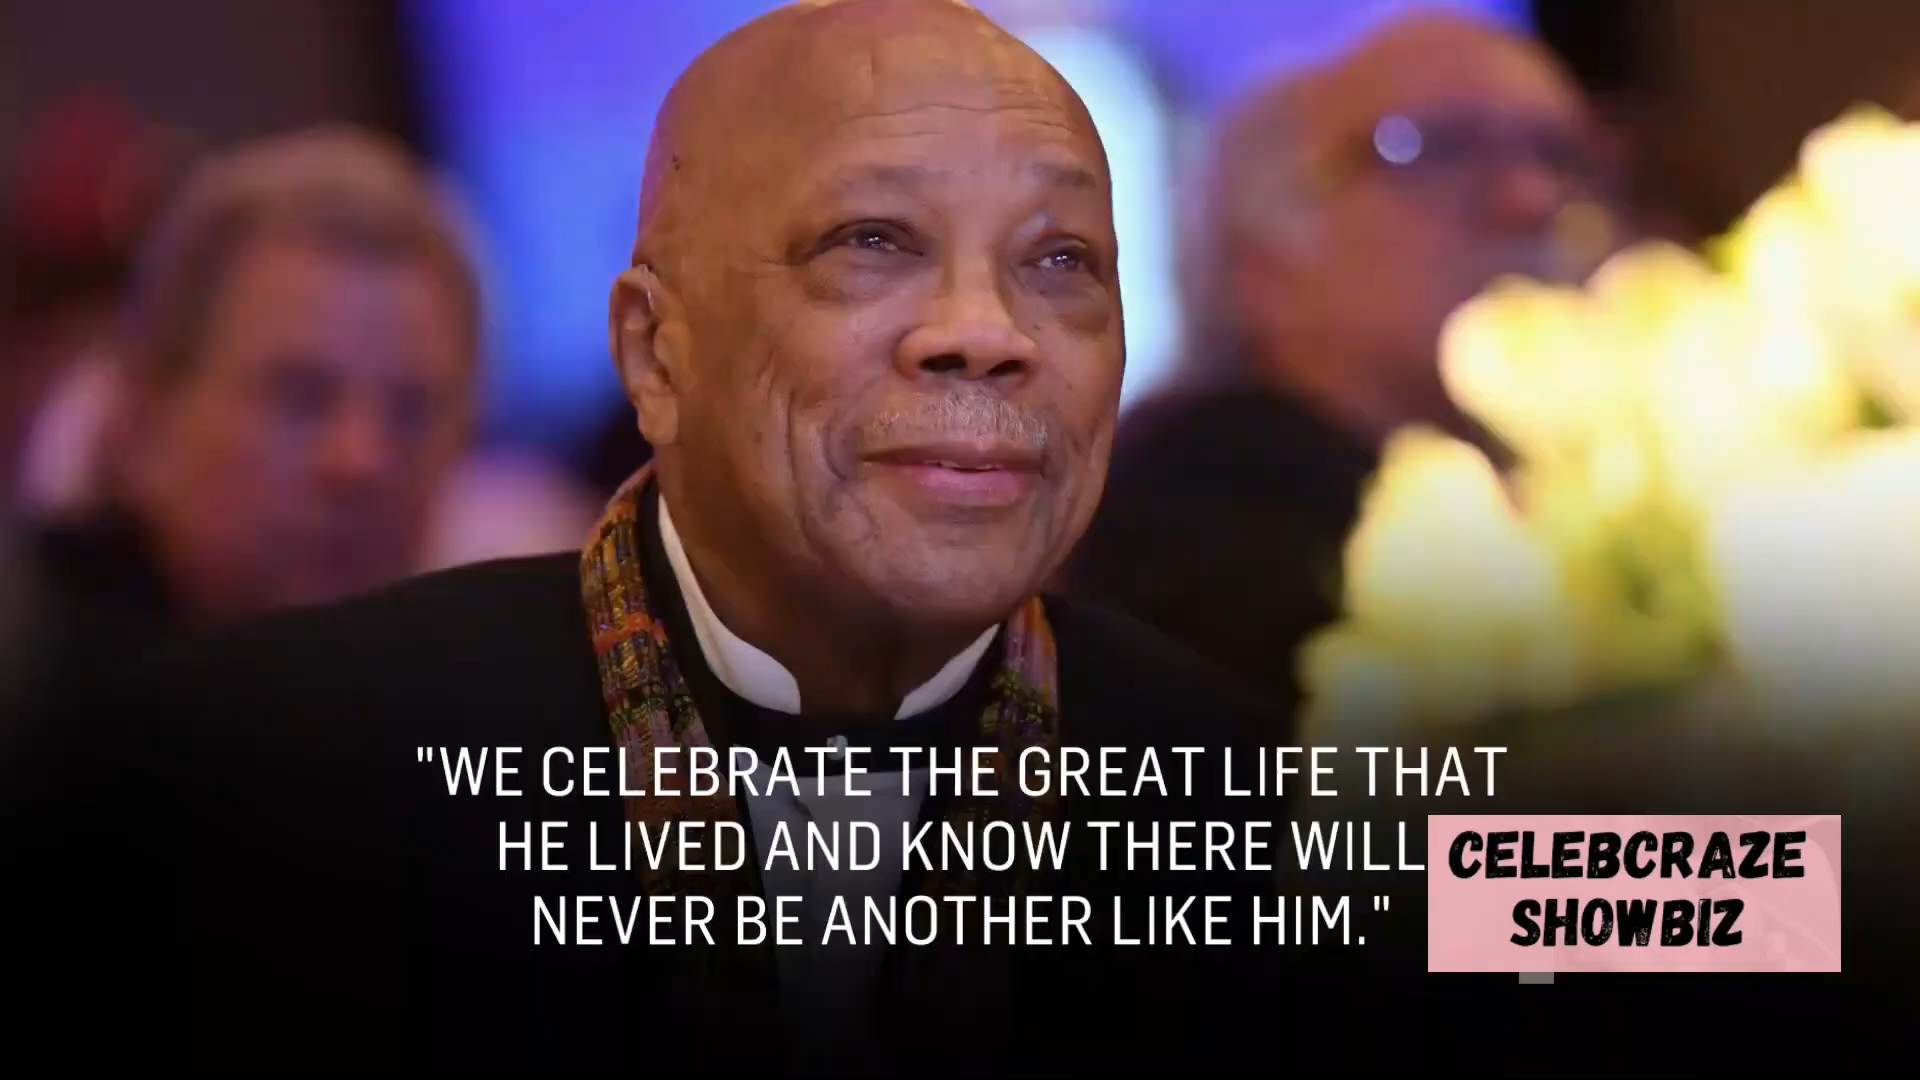 "WE CELEBRATE THE GREAT LIFE THAT
HE LIVED AND KNOW THERE WILL
NEVER BE ANOTHER LIKE HIM."
CELEBCRAZE
SHOWBIZ